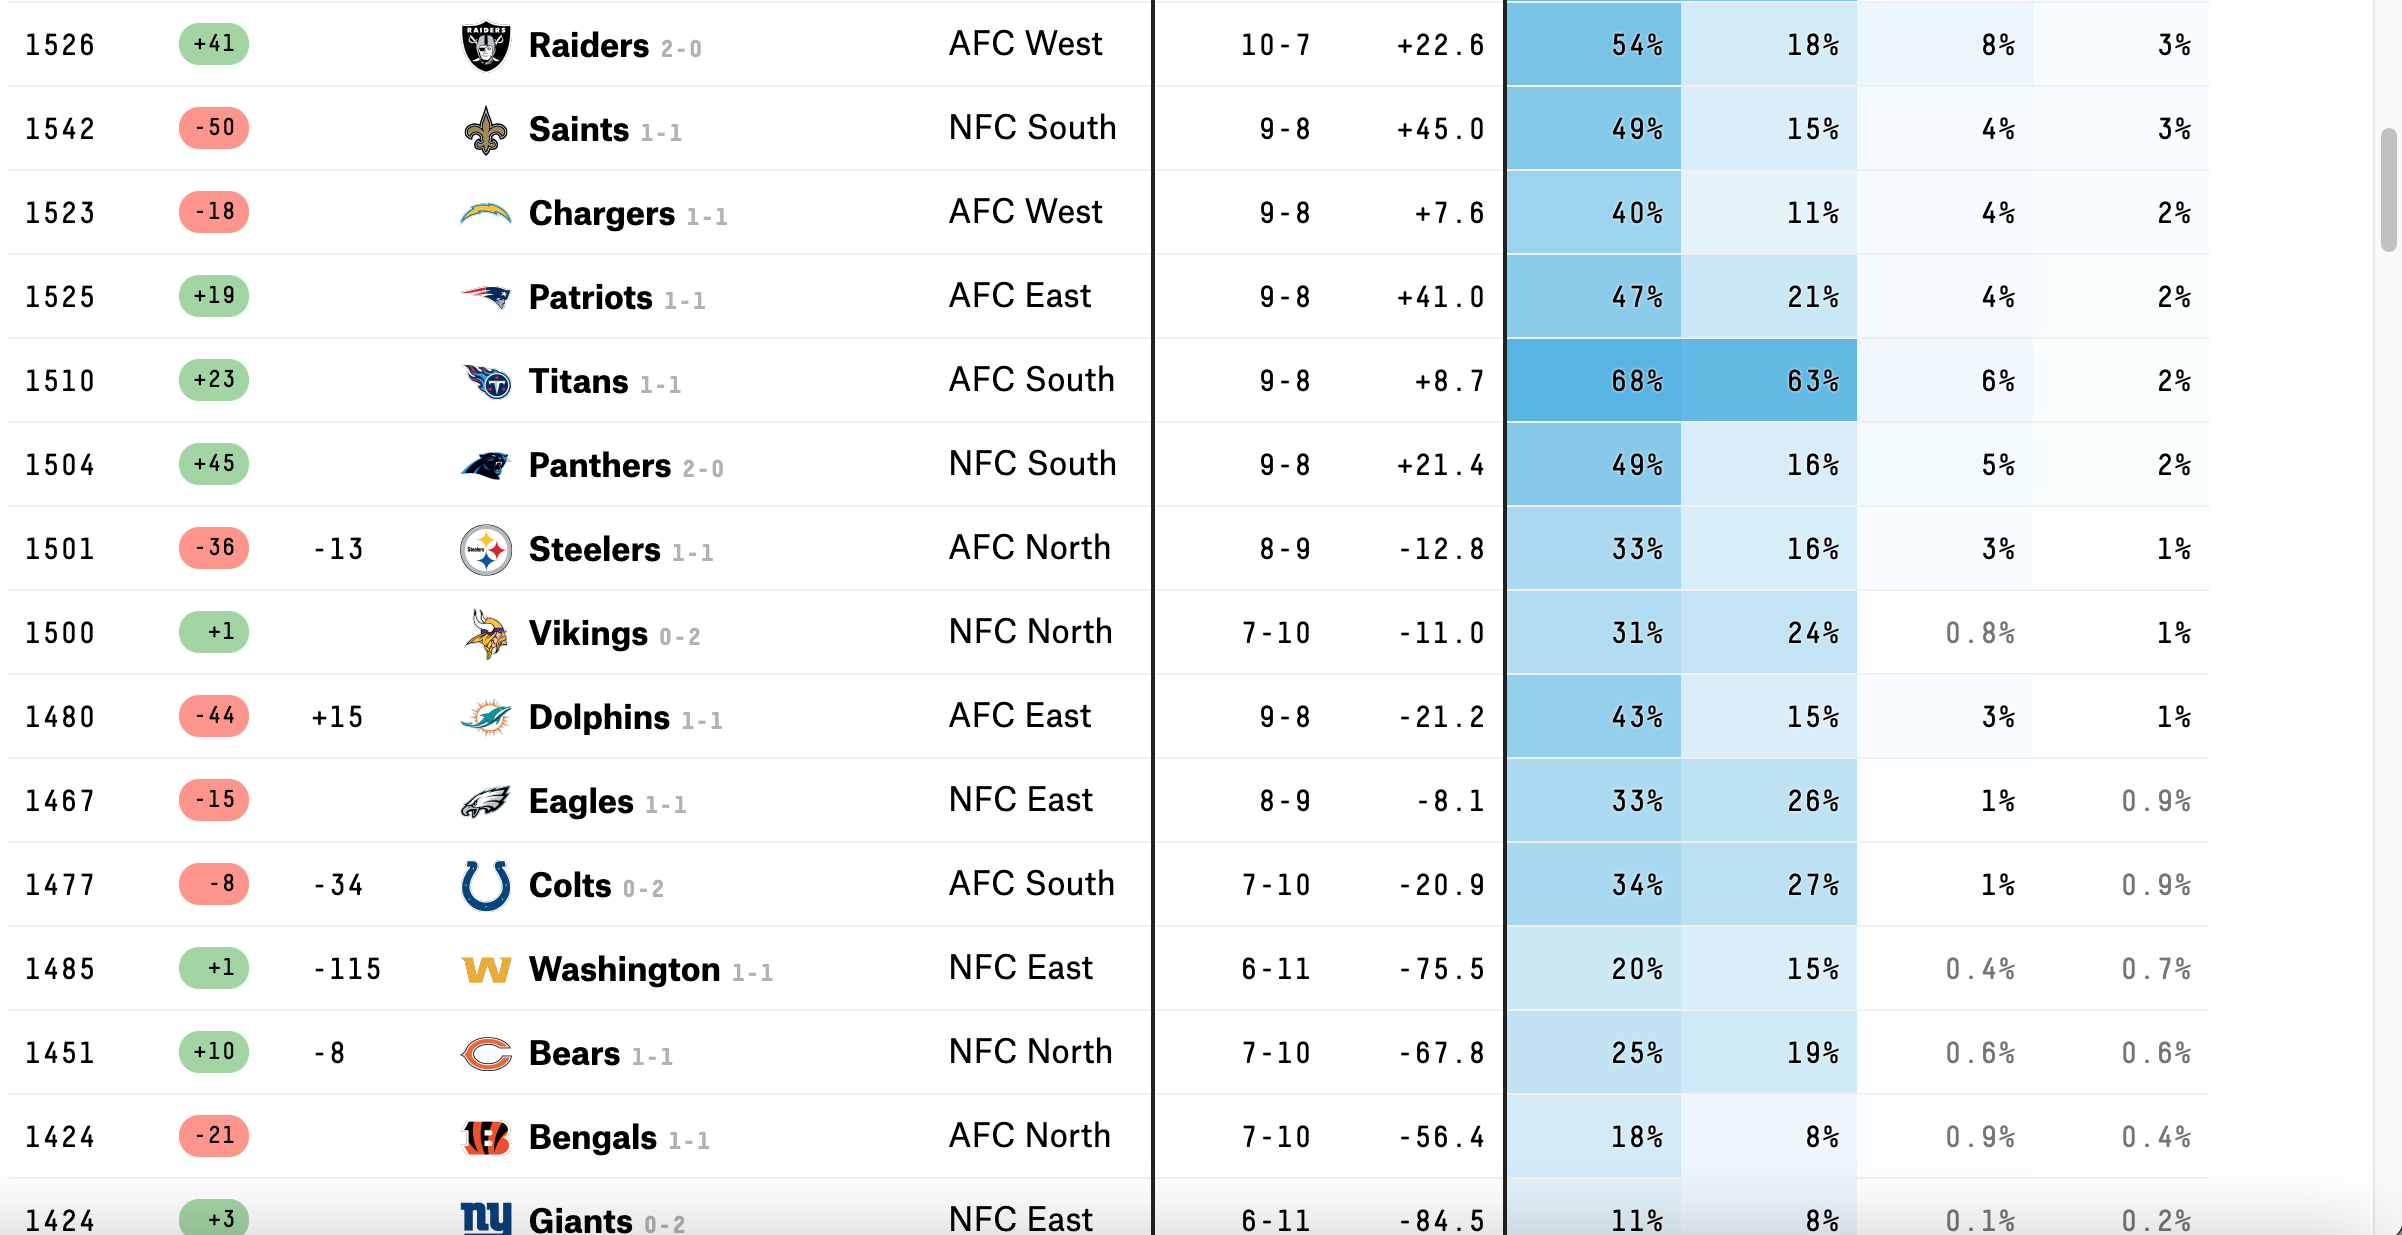 1526 +41 RAIDERS Raiders 2-0 AFC West 10-7 +22.6 54% 18% 8% 3%
1542 -50 Saints 1-1 NFC South 9-8 +45.0 49% 15% 4% 3%
1523 -18 Chargers 1-1 AFC West 9-8 +7.6 40% 11% 4% 2%
1525 +19 Patriots 1-1 AFC East 9-8 +41.0 47% 21% 4% 2%
1510 +23 T Titans 1-1 AFC South 9-8 +8.7 68% 63% 6% 2%
1504 +45 Panthers 2-0 NFC South 9-8 +21.4 49% 16% 5% 2%
1501 -36 -13 Steelers Steelers 1-1 AFC North 8-9 -12.8 33% 16% 3% 1%
1500 +1 Vikings 0-2 NFC North 7-10 -11.0 31% 24% 0.8% 1%
1480 -44 +15 Dolphins 1-1 AFC East 9-8 -21.2 43% 15% 3% 1%
1467 -15 Eagles 1-1 NFC East 8-9 -8.1 33% 26% 1% 0.9%
1477 -8 -34 Colts 0-2 AFC South 7-10 -20.9 34% 27% 1% 0.9%
1485 +1 -115 W Washington 1-1 NFC East 6-11 -75.5 20% 15% 0.4% 0.7%
1451 +10 -8 C Bears 1-1 NFC North 7-10 -67.8 25% 19% 0.6% 0.6%
1424 -21 B Bengals 1-1 AFC North 7-10 -56.4 18% 8% 0.9% 0.4%
1424 +3 ny Giants 0-2 NFC East 6-11 -84.5 11% 8% 0.1% 0.2%